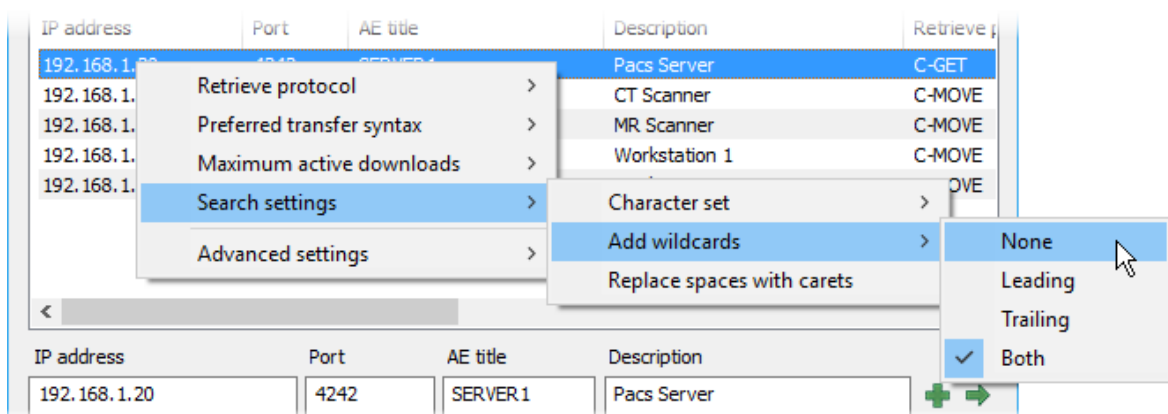 IP address Port AE title Description Retrieve
192.168.1. Pacs Server C-GET
192.168.1. CT Scanner C-MOVE
192.168.1. MR Scanner C-MOVE
192.168.1. Workstation 1 C-MOVE
192.168.1.
Retrieve protocol
Preferred transfer syntax
Maximum active downloads
Search settings
Advanced settings
Character set
Add wildcards
Replace spaces with carets
None
Leading
Trailing
Both
IP address Port AE title Description
192.168.1.20 4242 SERVER1 Pacs Server